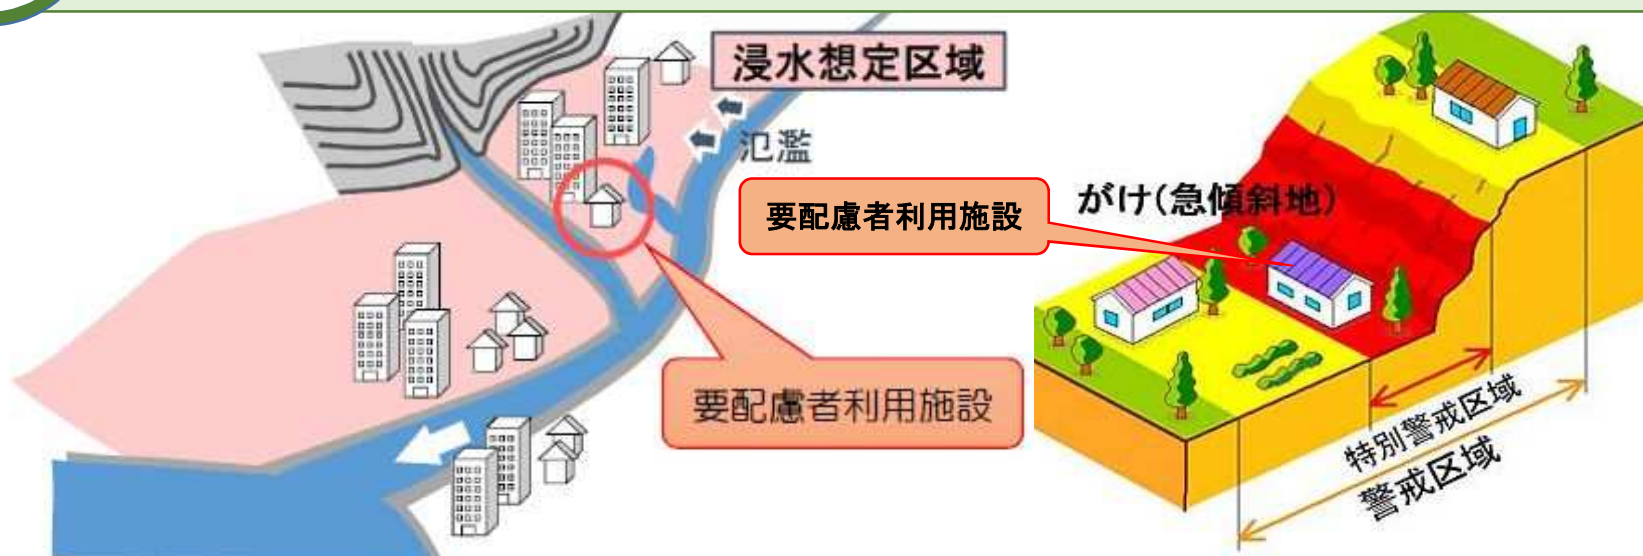 浸水想定区域
氾濫
要配慮者利用施設
要配慮者利用施設
がけ(急傾斜地)
特別警戒区域
警戒区域